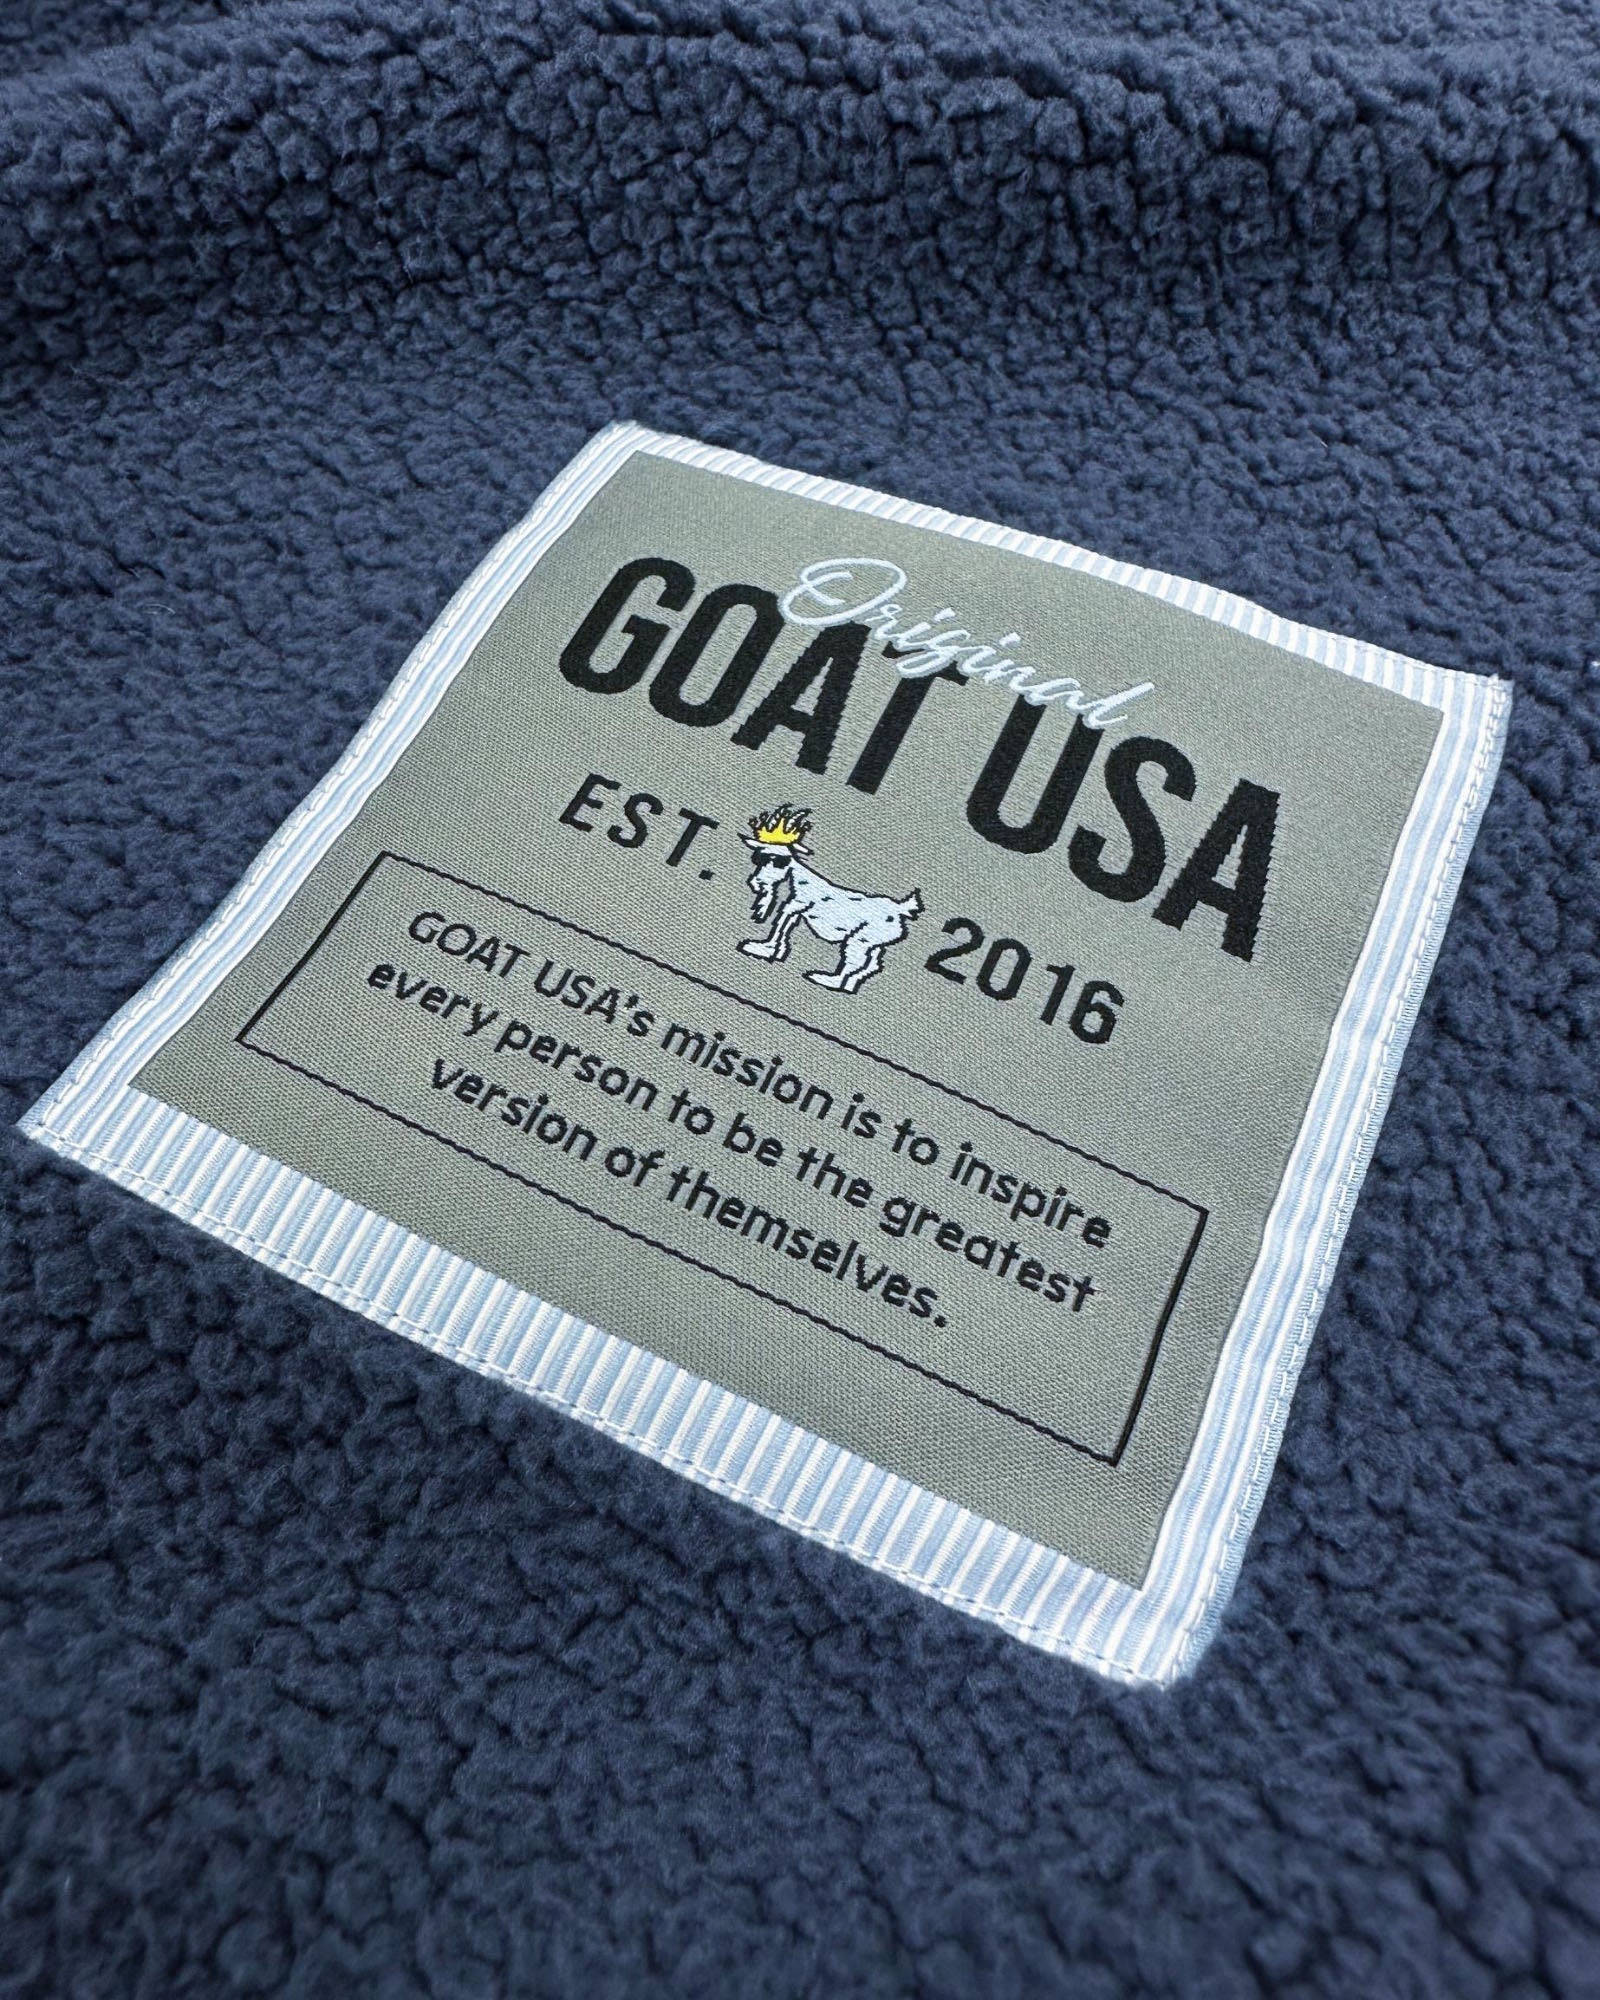 Original
GOAT USA
EST. 2016
GOAT USA's mission is to inspire
every person to be the greatest
version of themselves.